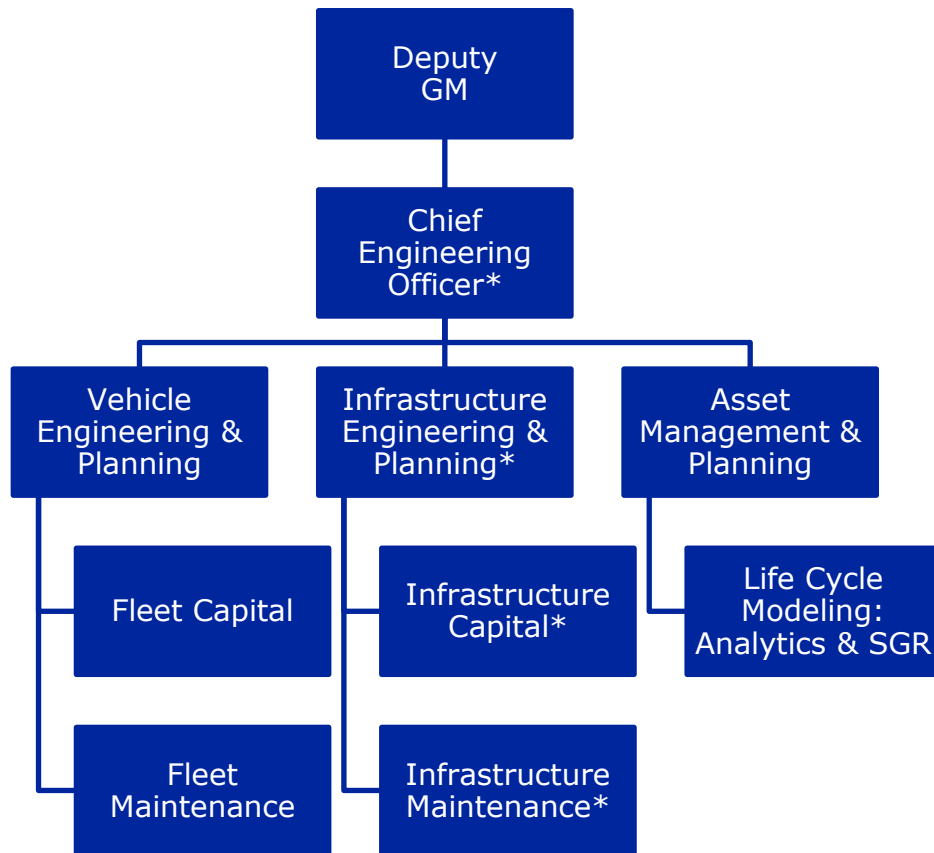 Deputy
GM
Chief
Engineering
Officer*
Vehicle
Engineering &
Planning
Infrastructure
Engineering &
Planning*
Asset
Management &
Planning
Fleet Capital
Infrastructure
Capital*
Life Cycle
Modeling:
Analytics & SGR
Fleet
Maintenance
Infrastructure
Maintenance*